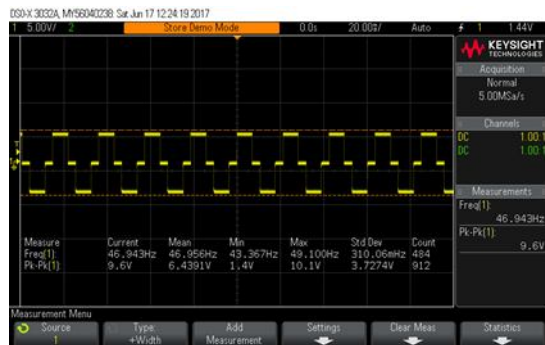 DSO-X 3032A, MY56040238: Sat Jun 17 12:24:19 2017
1 5.00V/ 2 Store Demo Mode 0.0s 20.00%/ Auto 1 1.44V
KEYSIGHT
TECHNOLOGIES
Acquisition
Normal
5.00MSa/s
Channels
DC 1.00:1
DC 1.00:1
Measurements
Freq(1):
46.943Hz
Pk-Pk(1):
9.6V
Measure Current Mean Min Max Std Dev Count
Freq(1): 46.943Hz 46.956Hz 43.367Hz 49.100Hz 310.06mHz 484
Pk-Pk(1): 9.6V 6.4391V 1.4V 10.1V 3.7274V 912
Measurement Menu
Source Type: Add Settings Clear Meas Statistics
1 +Width Measurement